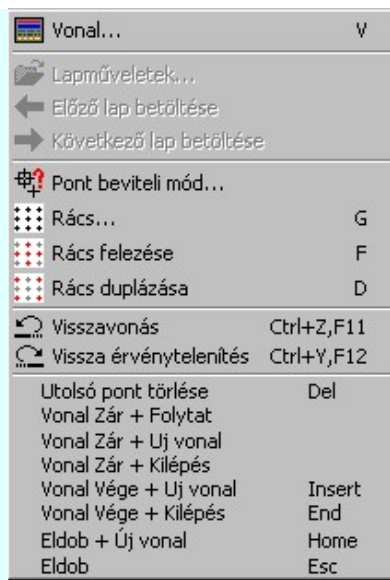 Vonal... V
Lapműveletek...
Előző lap betöltése
Következő lap betöltése
Pont beviteli mód...
Rács... G
Rács felezése F
Rács duplázása D
Visszavonás Ctrl+Z,F11
Vissza érvénytelenítés Ctrl+Y,F12
Utolsó pont törlése Del
Vonal Zár + Folytat
Vonal Zár + Uj vonal
Vonal Zár + Kilépés
Vonal Vége + Uj vonal Insert
Vonal Vége + Kilépés End
Eldob + Új vonal Home
Eldob Esc